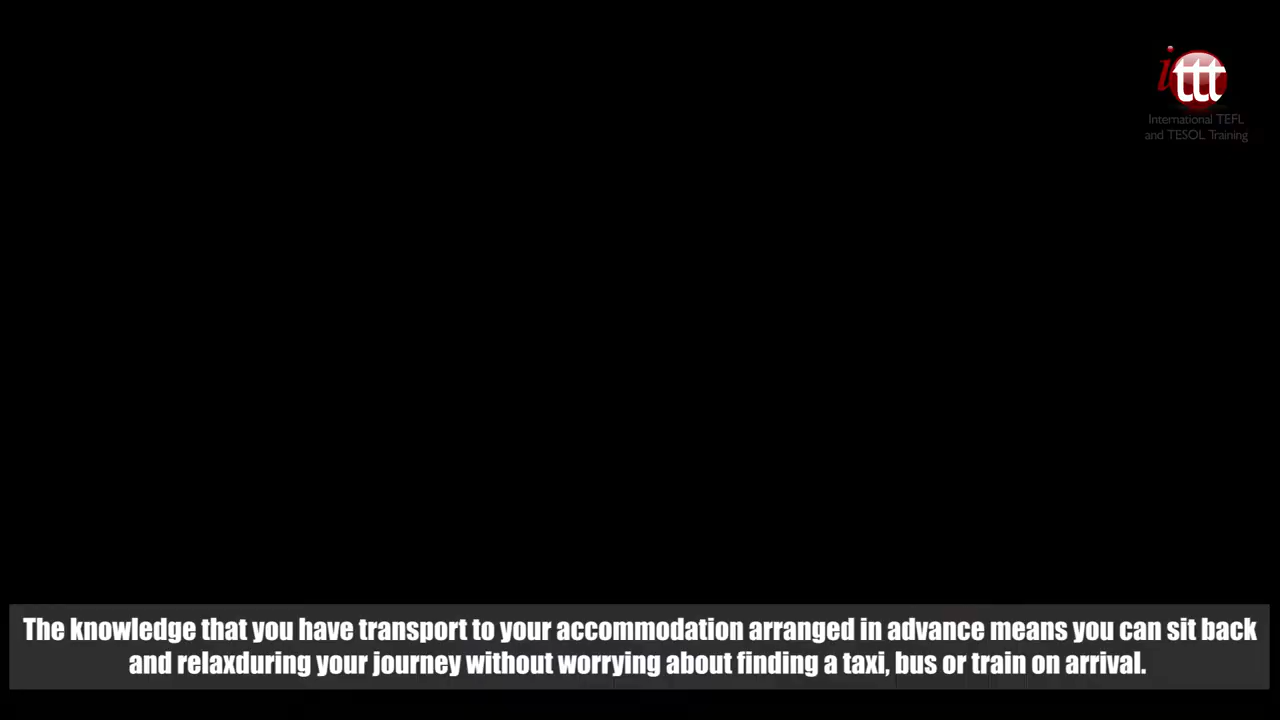 ittt
International TEFL
and TESOL Training
The knowledge that you have transport to your accommodation arranged in advance means you can sit back
and relaxduring your journey without worrying about finding a taxi, bus or train on arrival.